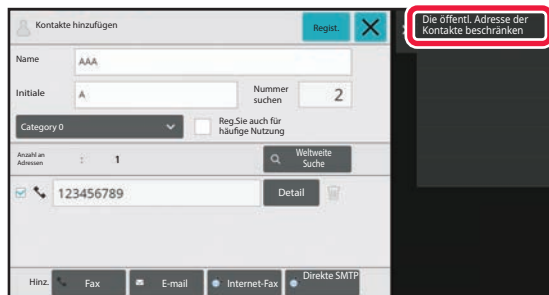 Kontakte hinzufügen
Regist.
Die öffentl. Adresse der
Kontakte beschränken
Name
AAA
Initiale
A
Nummer
suchen
2
Category 0
Reg.Sie auch für
häufige Nutzung
Anzahl an
Adressen
:
1
Weltweite
Suche
123456789
Detail
Hinz.
Fax
E-mail
Internet-Fax
Direkte SMTP